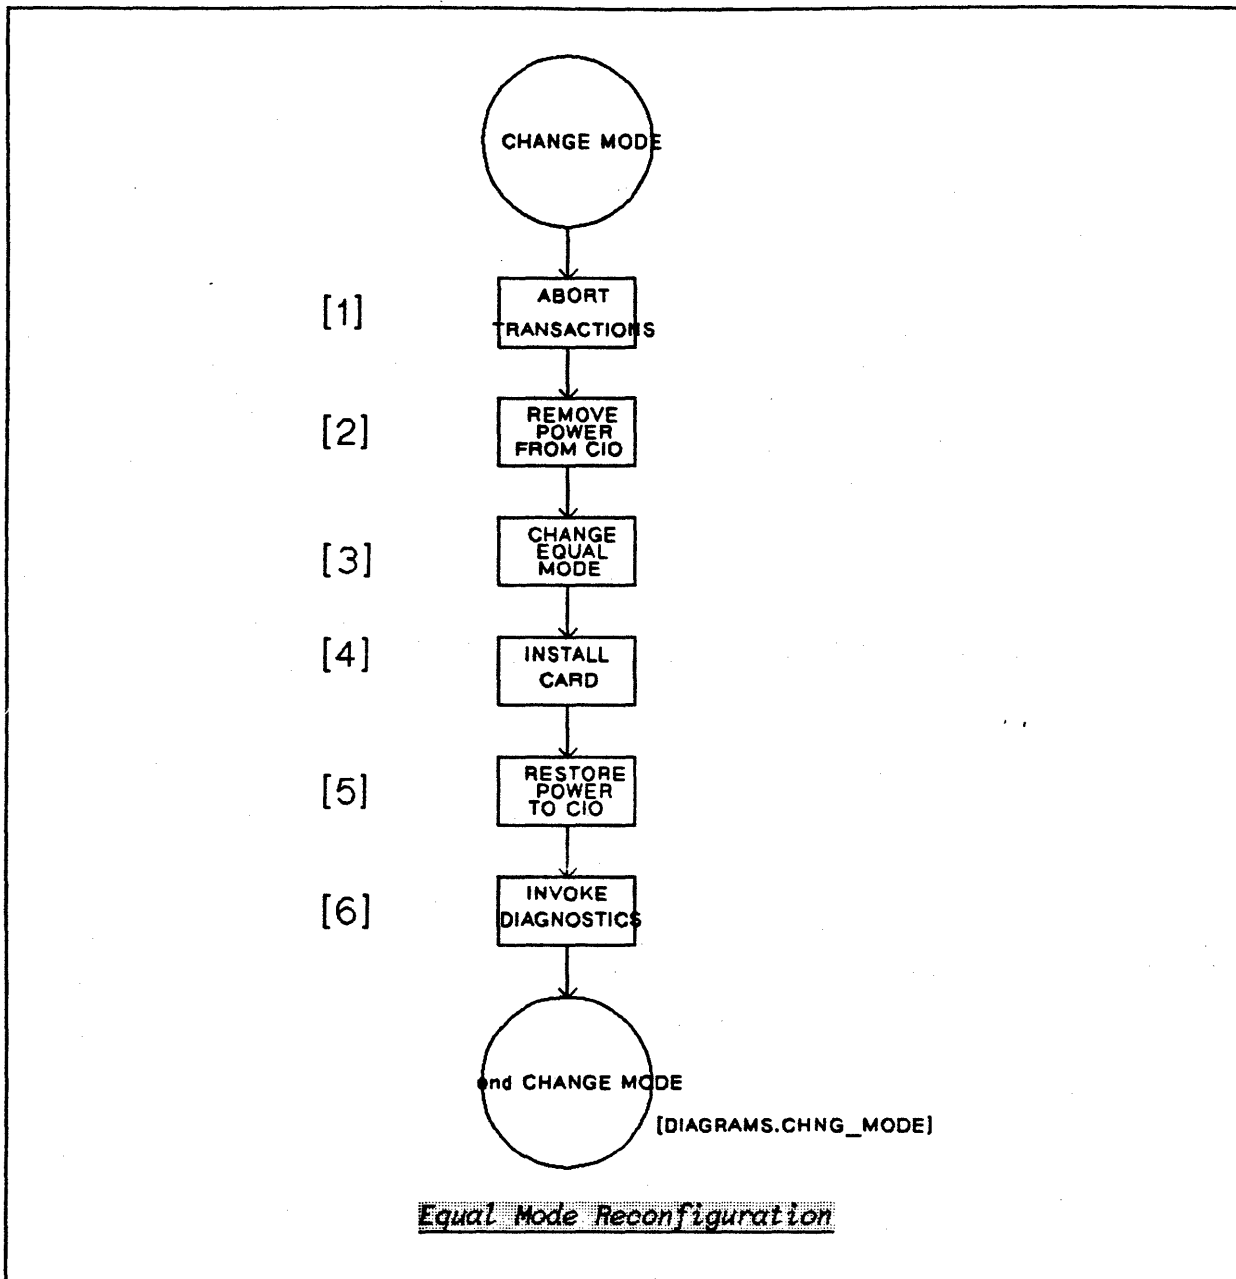 CHANGE MODE
[1]
ABORT
TRANSACTIONS
[2]
REMOVE
POWER
FROM CIO
[3]
CHANGE
EQUAL
MODE
[4]
INSTALL
CARD
[5]
RESTORE
POWER
TO CIO
[6]
INVOKE
DIAGNOSTICS
end CHANGE MODE
[DIAGRAMS.CHNG_MODE]
Equal Mode Reconfiguration